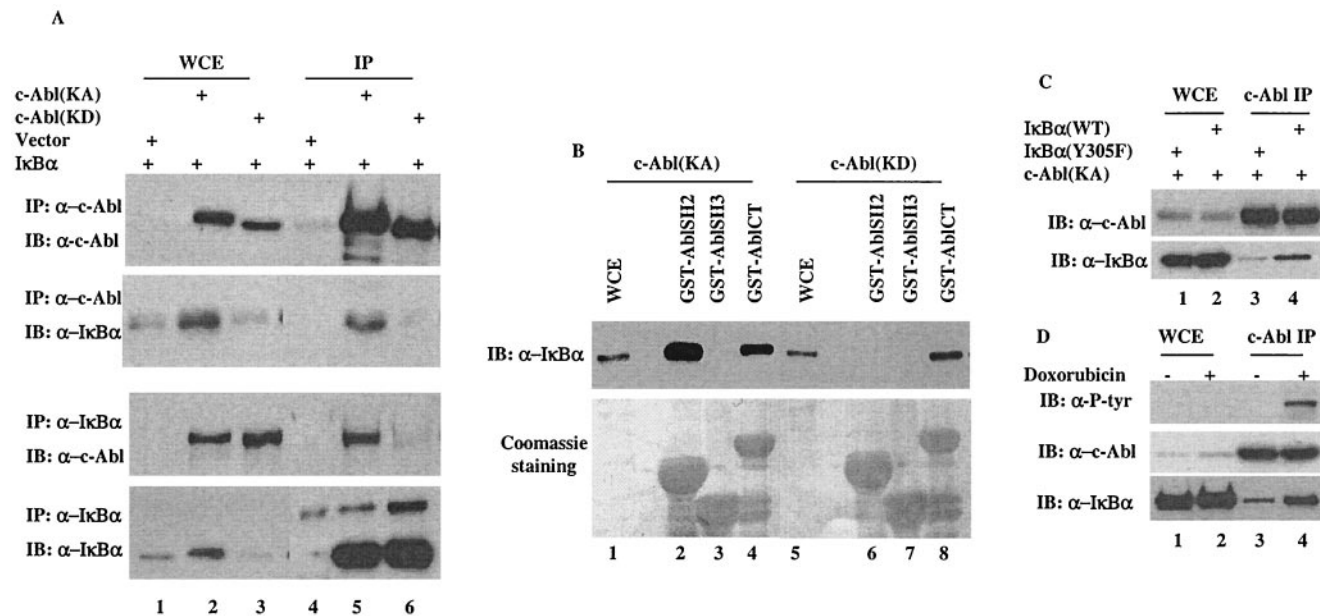 A
WCE IP
c-Abl(KA) + +
c-Abl(KD) + +
Vector + +
IκBα + + + + + +
IP: α–c-Abl
IB: α-c-Abl
IP: α–c-Abl
IB: α-IκBα
IP: α–IκBα
IB: α–c-Abl
IP: α–IκBα
IB: α–IκBα
1 2 3 4 5 6
B
c-Abl(KA) c-Abl(KD)
WCE GST-AblSH2 GST-AblSH3 GST-AblCT WCE GST-AblSH2 GST-AblSH3 GST-AblCT
IB: α–IκBα
Coomassie
staining
1 2 3 4 5 6 7 8
C
WCE c-Abl IP
IκBα(WT) + +
IκBα(Y305F) + +
c-Abl(KA) + + + +
IB: α–c-Abl
IB: α–IκBα
1 2 3 4
D
WCE c-Abl IP
Doxorubicin - + - +
IB: α-P-tyr
IB: α–c-Abl
IB: α–IκBα
1 2 3 4